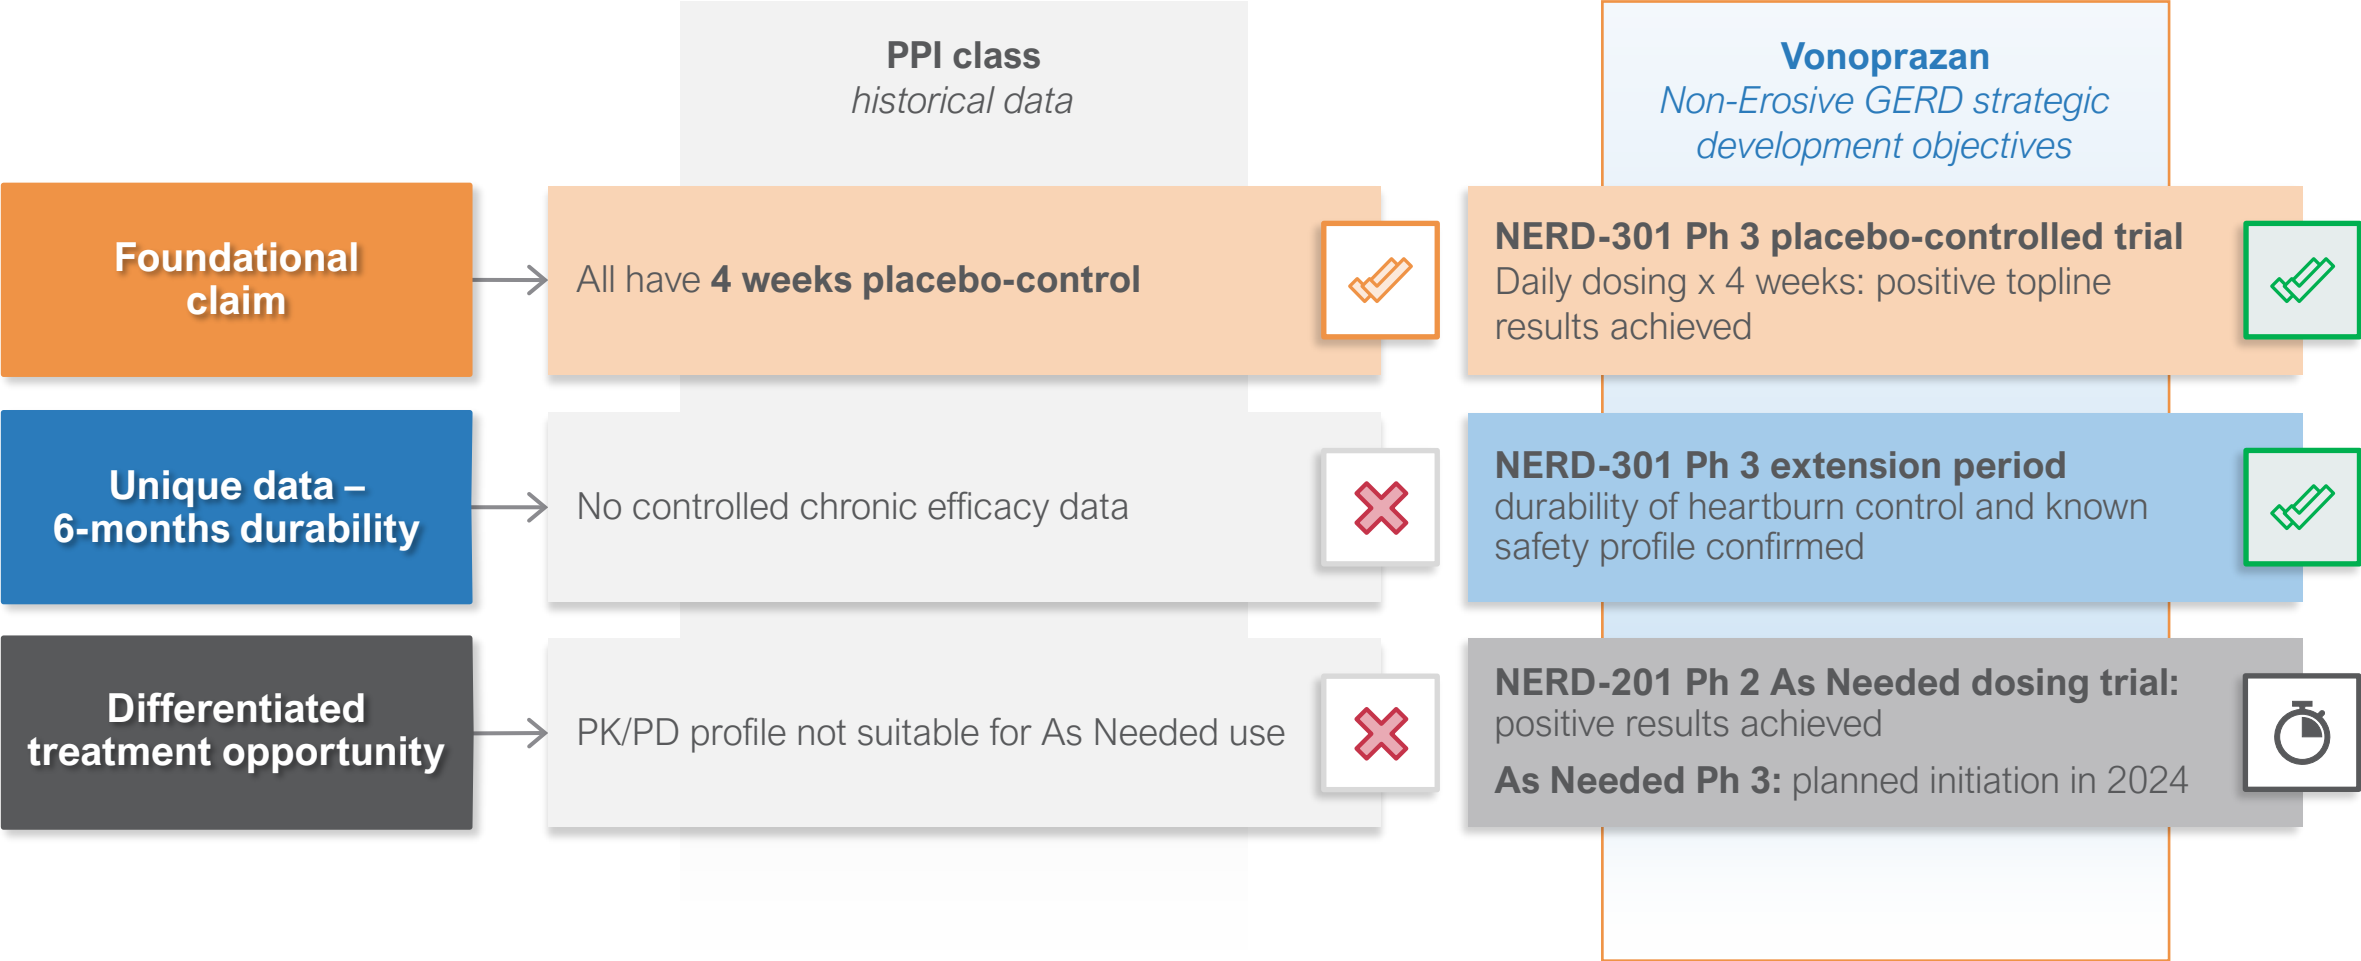 PPI class
historical data
Vonoprazan
Non-Erosive GERD strategic
development objectives
Foundational
claim
All have 4 weeks placebo-control
NERD-301 Ph 3 placebo-controlled trial
Daily dosing x 4 weeks: positive topline
results achieved
Unique data –
6-months durability
No controlled chronic efficacy data
NERD-301 Ph 3 extension period
durability of heartburn control and known
safety profile confirmed
Differentiated
treatment opportunity
PK/PD profile not suitable for As Needed use
NERD-201 Ph 2 As Needed dosing trial:
positive results achieved
As Needed Ph 3: planned initiation in 2024